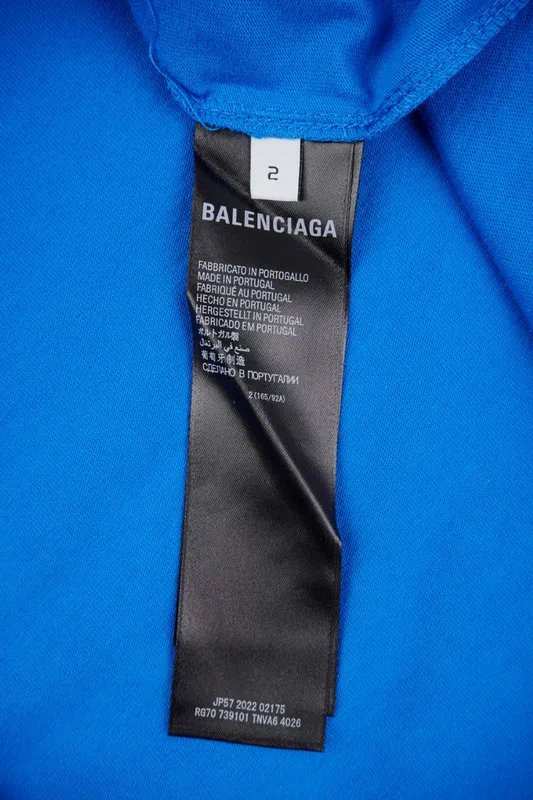 2
BALENCIAGA
FABBRICATO IN PORTOGALLO
MADE IN PORTUGAL
FABRIQUÉ AU PORTUGAL
HECHO EN PORTUGAL
HERGESTELLT IN PORTUGAL
FABRICADO EM PORTUGAL
ポルトガル製
صنع في البرتغال
葡萄牙制造
СДЕЛАНО В ПОРТУГАЛИИ
2 (165/92A)
JP57 2022 02175
RG70 739101 TNVA6 4026